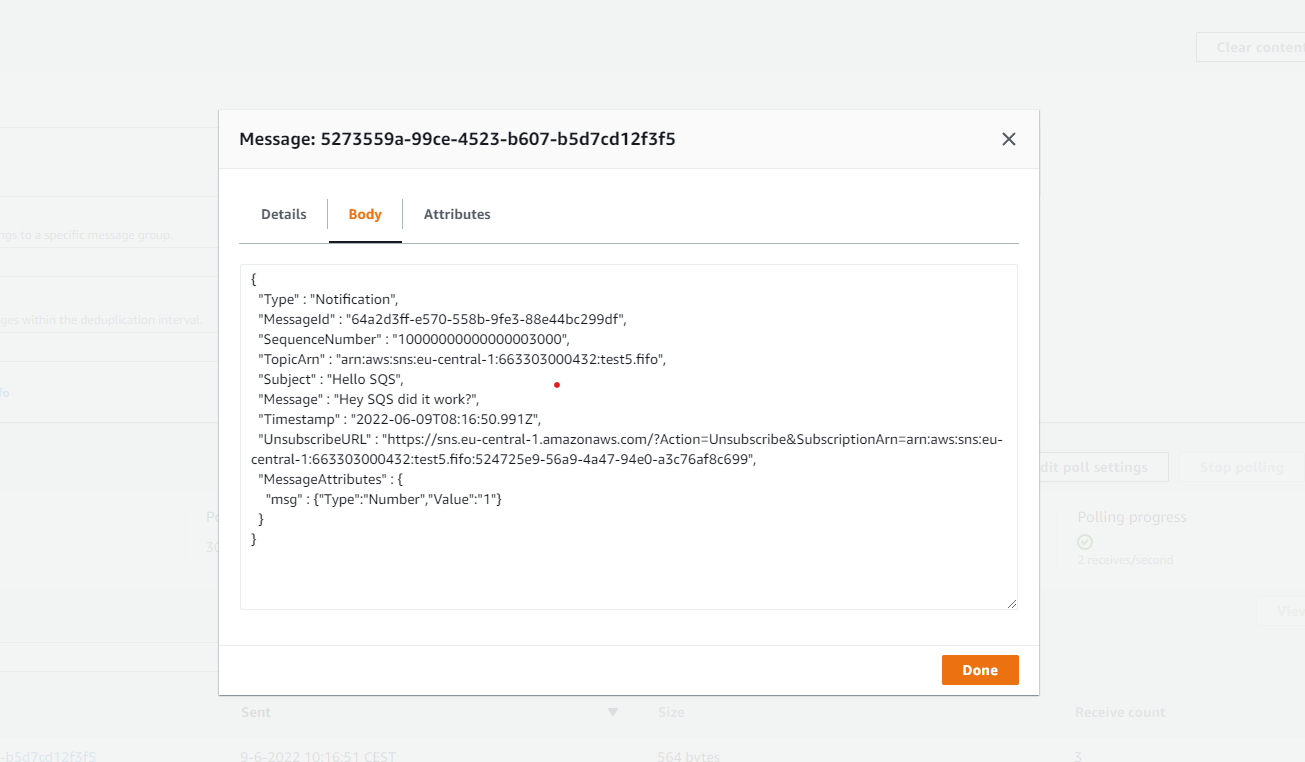 Clear content
Message: 5273559a-99ce-4523-b607-b5d7cd12f3f5
Details
Body
Attributes
ngs to a specific message group.
ges within the deduplication interval.
fo
{
"Type" : "Notification",
"MessageId" : "64a2d3ff-e570-558b-9fe3-88e44bc299df",
"SequenceNumber" : "10000000000000003000",
"TopicArn" : "arn:aws:sns:eu-central-1:663303000432:test5.fifo",
"Subject" : "Hello SQS",
"Message" : "Hey SQS did it work?",
"Timestamp" : "2022-06-09T08:16:50.991Z",
"UnsubscribeURL" : "https://sns.eu-central-1.amazonaws.com/?Action=Unsubscribe&SubscriptionArn=arn:aws:sns:eu-
central-1:663303000432:test5.fifo:524725e9-56a9-4a47-94e0-a3c76af8c699",
"MessageAttributes" : {
"msg" : {"Type":"Number","Value":"1"}
}
}
dit poll settings
Stop polling
Po
30
Polling progress
2 receives/second
View
Done
Sent
Size
Receive count
-b5d7cd12f3f5
9-6-2022 10:16:51 CEST
564 bytes
3